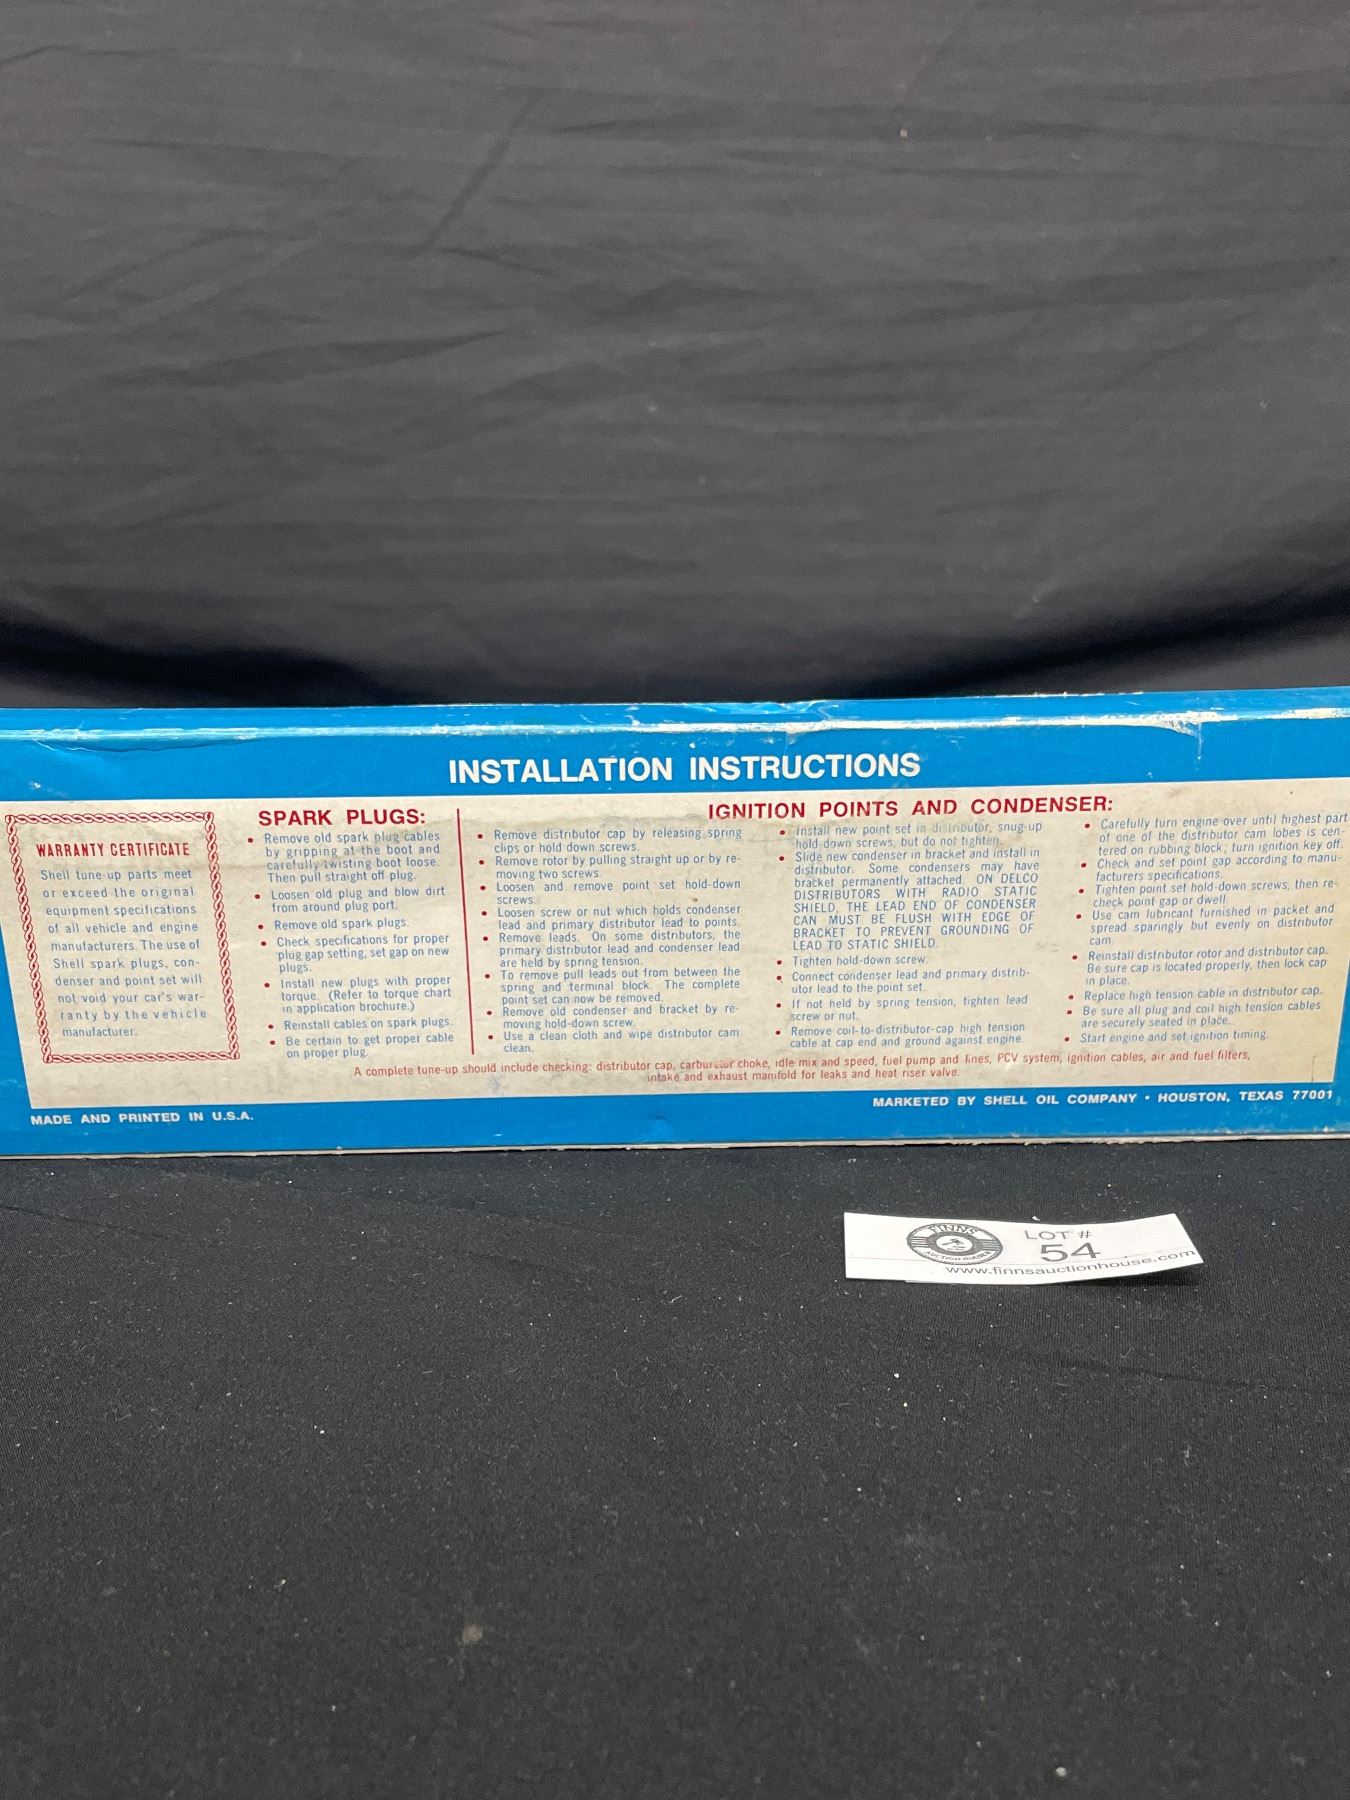 INSTALLATION INSTRUCTIONS
WARRANTY CERTIFICATE
Shell tune-up parts meet
or exceed the original
equipment specifications
of all vehicle and engine
manufacturers. The use of
Shell spark plugs, con-
denser and point set will
not void your car's war-
ranty by the vehicle
manufacturer.
SPARK PLUGS:
• Remove old spark plug cables
by gripping at the boot and
carefully twisting boot loose.
Then pull straight off plug.
• Loosen old plug and blow dirt
from around plug port.
• Remove old spark plugs.
• Check specifications for proper
plug gap setting, set gap on new
plugs.
• Install new plugs with proper
torque. (Refer to torque chart
in application brochure.)
• Reinstall cables on spark plugs.
• Be certain to get proper cable
on proper plug.
IGNITION POINTS AND CONDENSER:
• Remove distributor cap by releasing spring
clips or hold down screws.
• Remove rotor by pulling straight up or by re-
moving two screws.
• Loosen and remove point set hold-down
screws.
• Loosen screw or nut which holds condenser
lead and primary distributor lead to points.
• Remove leads. On some distributors, the
primary distributor lead and condenser lead
are held by spring tension.
• To remove pull leads out from between the
spring and terminal block. The complete
point set can now be removed.
• Remove old condenser and bracket by re-
moving hold-down screw.
• Use a clean cloth and wipe distributor cam
clean.
• Install new point set in distributor, snug-up
hold-down screws, but do not tighten.
• Slide new condenser in bracket and install in
distributor. Some condensers may have
bracket permanently attached. ON DELCO
DISTRIBUTORS WITH RADIO STATIC
SHIELD, THE LEAD END OF CONDENSER
CAN MUST BE FLUSH WITH EDGE OF
BRACKET TO PREVENT GROUNDING OF
LEAD TO STATIC SHIELD.
• Tighten hold-down screw.
• Connect condenser lead and primary distrib-
utor lead to the point set.
• If not held by spring tension, tighten lead
screw or nut.
• Remove coil-to-distributor-cap high tension
cable at cap end and ground against engine.
• Carefully turn engine over until highest part
of one of the distributor cam lobes is cen-
tered on rubbing block; turn ignition key off.
• Check and set point gap according to manu-
facturers specifications.
• Tighten point set hold-down screws, then re-
check point gap or dwell.
• Use cam lubricant furnished in packet and
spread sparingly but evenly on distributor
cam.
• Reinstall distributor rotor and distributor cap.
Be sure cap is located properly, then lock cap
in place.
• Replace high tension cable in distributor cap.
• Be sure all plug and coil high tension cables
are securely seated in place.
• Start engine and set ignition timing.
A complete tune-up should include checking: distributor cap, carburetor choke, idle mix and speed, fuel pump and lines, PCV system, ignition cables, air and fuel filters,
intake and exhaust manifold for leaks and heat riser valve.
MADE AND PRINTED IN U.S.A.
MARKETED BY SHELL OIL COMPANY • HOUSTON, TEXAS 77001
FINNS
AUCTION HOUSE
LOT #
54
www.finnsauctionhouse.com